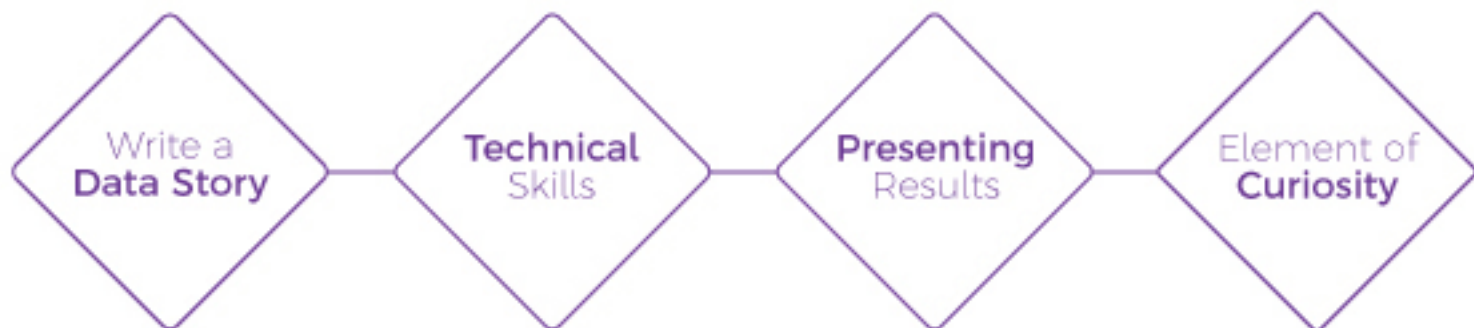 Write a
Data Story
Technical
Skills
Presenting
Results
Element of
Curiosity